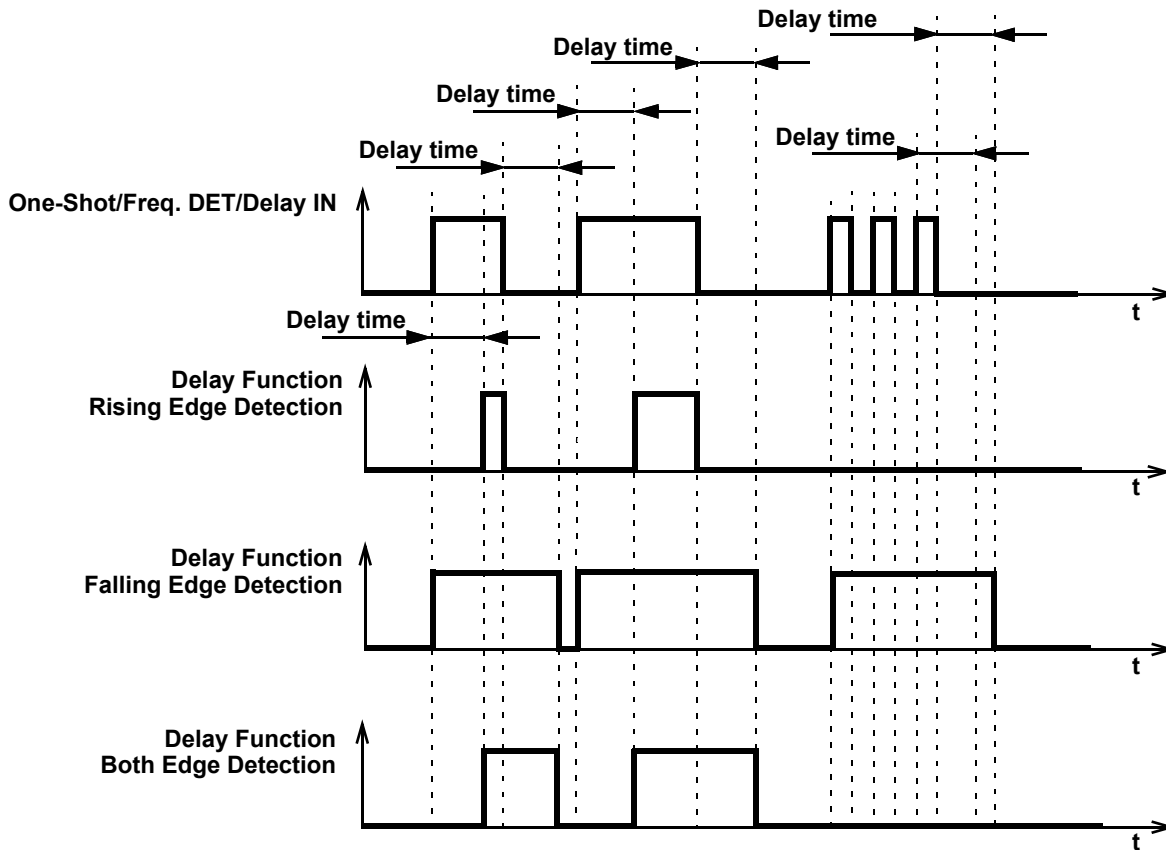 Delay time
Delay time
Delay time
Delay time
Delay time
One-Shot/Freq. DET/Delay IN
t
Delay time
Delay Function
Rising Edge Detection
t
Delay Function
Falling Edge Detection
t
Delay Function
Both Edge Detection
t